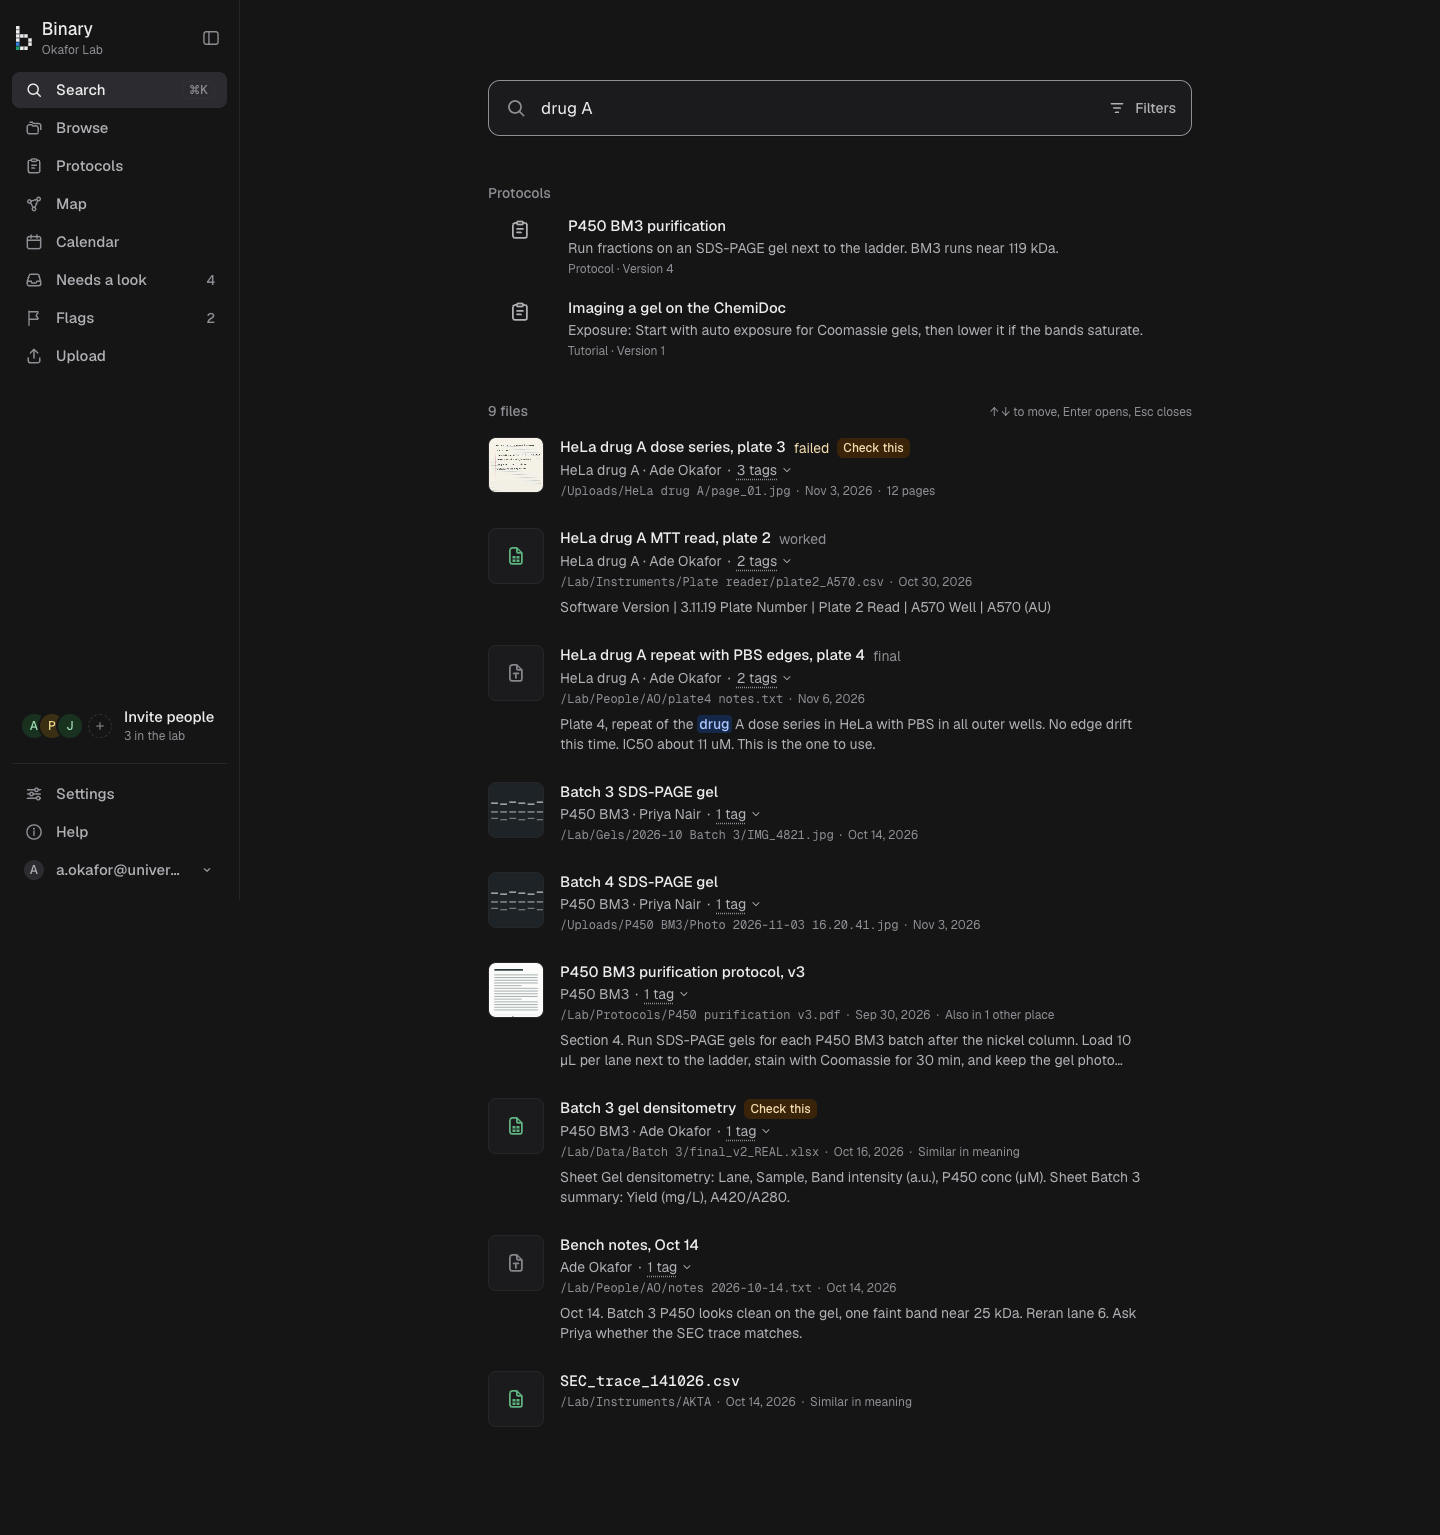 Binary
Okafor Lab
Search ⌘K
Browse
Protocols
Map
Calendar
Needs a look 4
Flags 2
Upload
A P J + Invite people
3 in the lab
Settings
Help
A a.okafor@univer...
drug A Filters
Protocols
P450 BM3 purification
Run fractions on an SDS-PAGE gel next to the ladder. BM3 runs near 119 kDa.
Protocol · Version 4
Imaging a gel on the ChemiDoc
Exposure: Start with auto exposure for Coomassie gels, then lower it if the bands saturate.
Tutorial · Version 1
9 files ↑↓ to move, Enter opens, Esc closes
HeLa drug A dose series, plate 3 failed Check this
HeLa drug A · Ade Okafor · 3 tags
/Uploads/HeLa drug A/page_01.jpg · Nov 3, 2026 · 12 pages
HeLa drug A MTT read, plate 2 worked
HeLa drug A · Ade Okafor · 2 tags
/Lab/Instruments/Plate reader/plate2_A570.csv · Oct 30, 2026
Software Version | 3.11.19 Plate Number | Plate 2 Read | A570 Well | A570 (AU)
HeLa drug A repeat with PBS edges, plate 4 final
HeLa drug A · Ade Okafor · 2 tags
/Lab/People/AO/plate4 notes.txt · Nov 6, 2026
Plate 4, repeat of the drug A dose series in HeLa with PBS in all outer wells. No edge drift
this time. IC50 about 11 uM. This is the one to use.
Batch 3 SDS-PAGE gel
P450 BM3 · Priya Nair · 1 tag
/Lab/Gels/2026-10 Batch 3/IMG_4821.jpg · Oct 14, 2026
Batch 4 SDS-PAGE gel
P450 BM3 · Priya Nair · 1 tag
/Uploads/P450 BM3/Photo 2026-11-03 16.20.41.jpg · Nov 3, 2026
P450 BM3 purification protocol, v3
P450 BM3 · 1 tag
/Lab/Protocols/P450 purification v3.pdf · Sep 30, 2026 · Also in 1 other place
Section 4. Run SDS-PAGE gels for each P450 BM3 batch after the nickel column. Load 10
µL per lane next to the ladder, stain with Coomassie for 30 min, and keep the gel photo...
Batch 3 gel densitometry Check this
P450 BM3 · Ade Okafor · 1 tag
/Lab/Data/Batch 3/final_v2_REAL.xlsx · Oct 16, 2026 · Similar in meaning
Sheet Gel densitometry: Lane, Sample, Band intensity (a.u.), P450 conc (µM). Sheet Batch 3
summary: Yield (mg/L), A420/A280.
Bench notes, Oct 14
Ade Okafor · 1 tag
/Lab/People/AO/notes 2026-10-14.txt · Oct 14, 2026
Oct 14. Batch 3 P450 looks clean on the gel, one faint band near 25 kDa. Reran lane 6. Ask
Priya whether the SEC trace matches.
SEC_trace_141026.csv
/Lab/Instruments/AKTA · Oct 14, 2026 · Similar in meaning